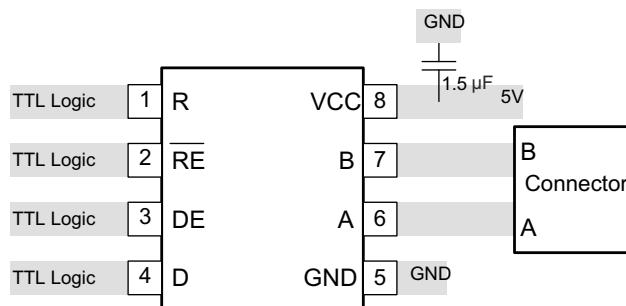 GND
1.5 µF
TTL Logic 1 R VCC 8 5V
TTL Logic 2 R̅E̅ B 7 B
Connector
TTL Logic 3 DE A 6 A
TTL Logic 4 D GND 5 GND